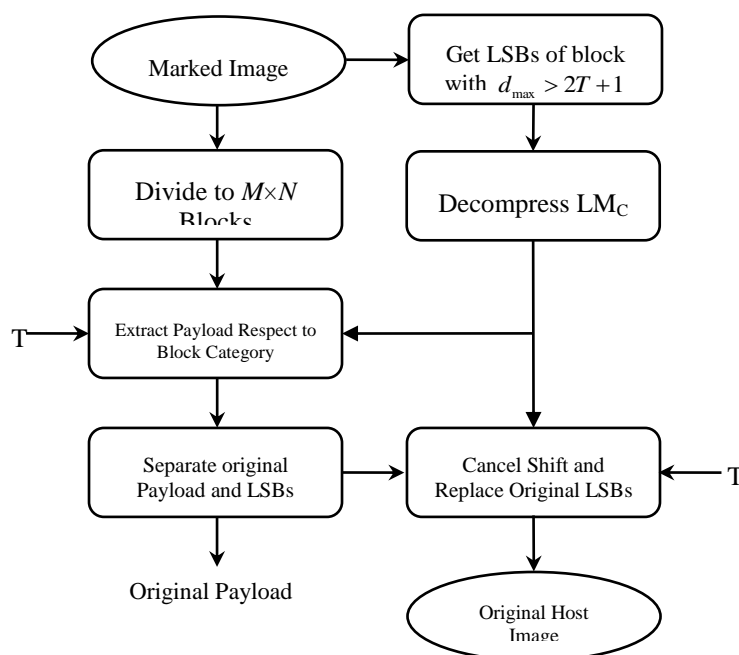 Marked Image
Get LSBs of block
with d_max > 2T + 1
Divide to M×N
Blocks
Decompress LM_C
T
Extract Payload Respect to
Block Category
Separate original
Payload and LSBs
Cancel Shift and
Replace Original LSBs
T
Original Payload
Original Host
Image